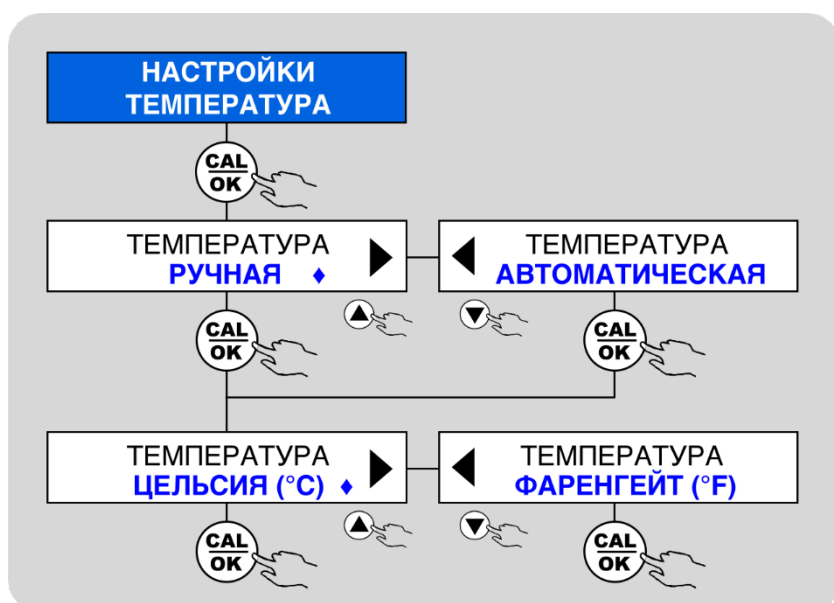 НАСТРОЙКИ
ТЕМПЕРАТУРА
CAL
OK
ТЕМПЕРАТУРА
РУЧНАЯ ♦
ТЕМПЕРАТУРА
АВТОМАТИЧЕСКАЯ
CAL
OK
CAL
OK
ТЕМПЕРАТУРА
ЦЕЛЬСИЯ (°C) ♦
ТЕМПЕРАТУРА
ФАРЕНГЕЙТ (°F)
CAL
OK
CAL
OK